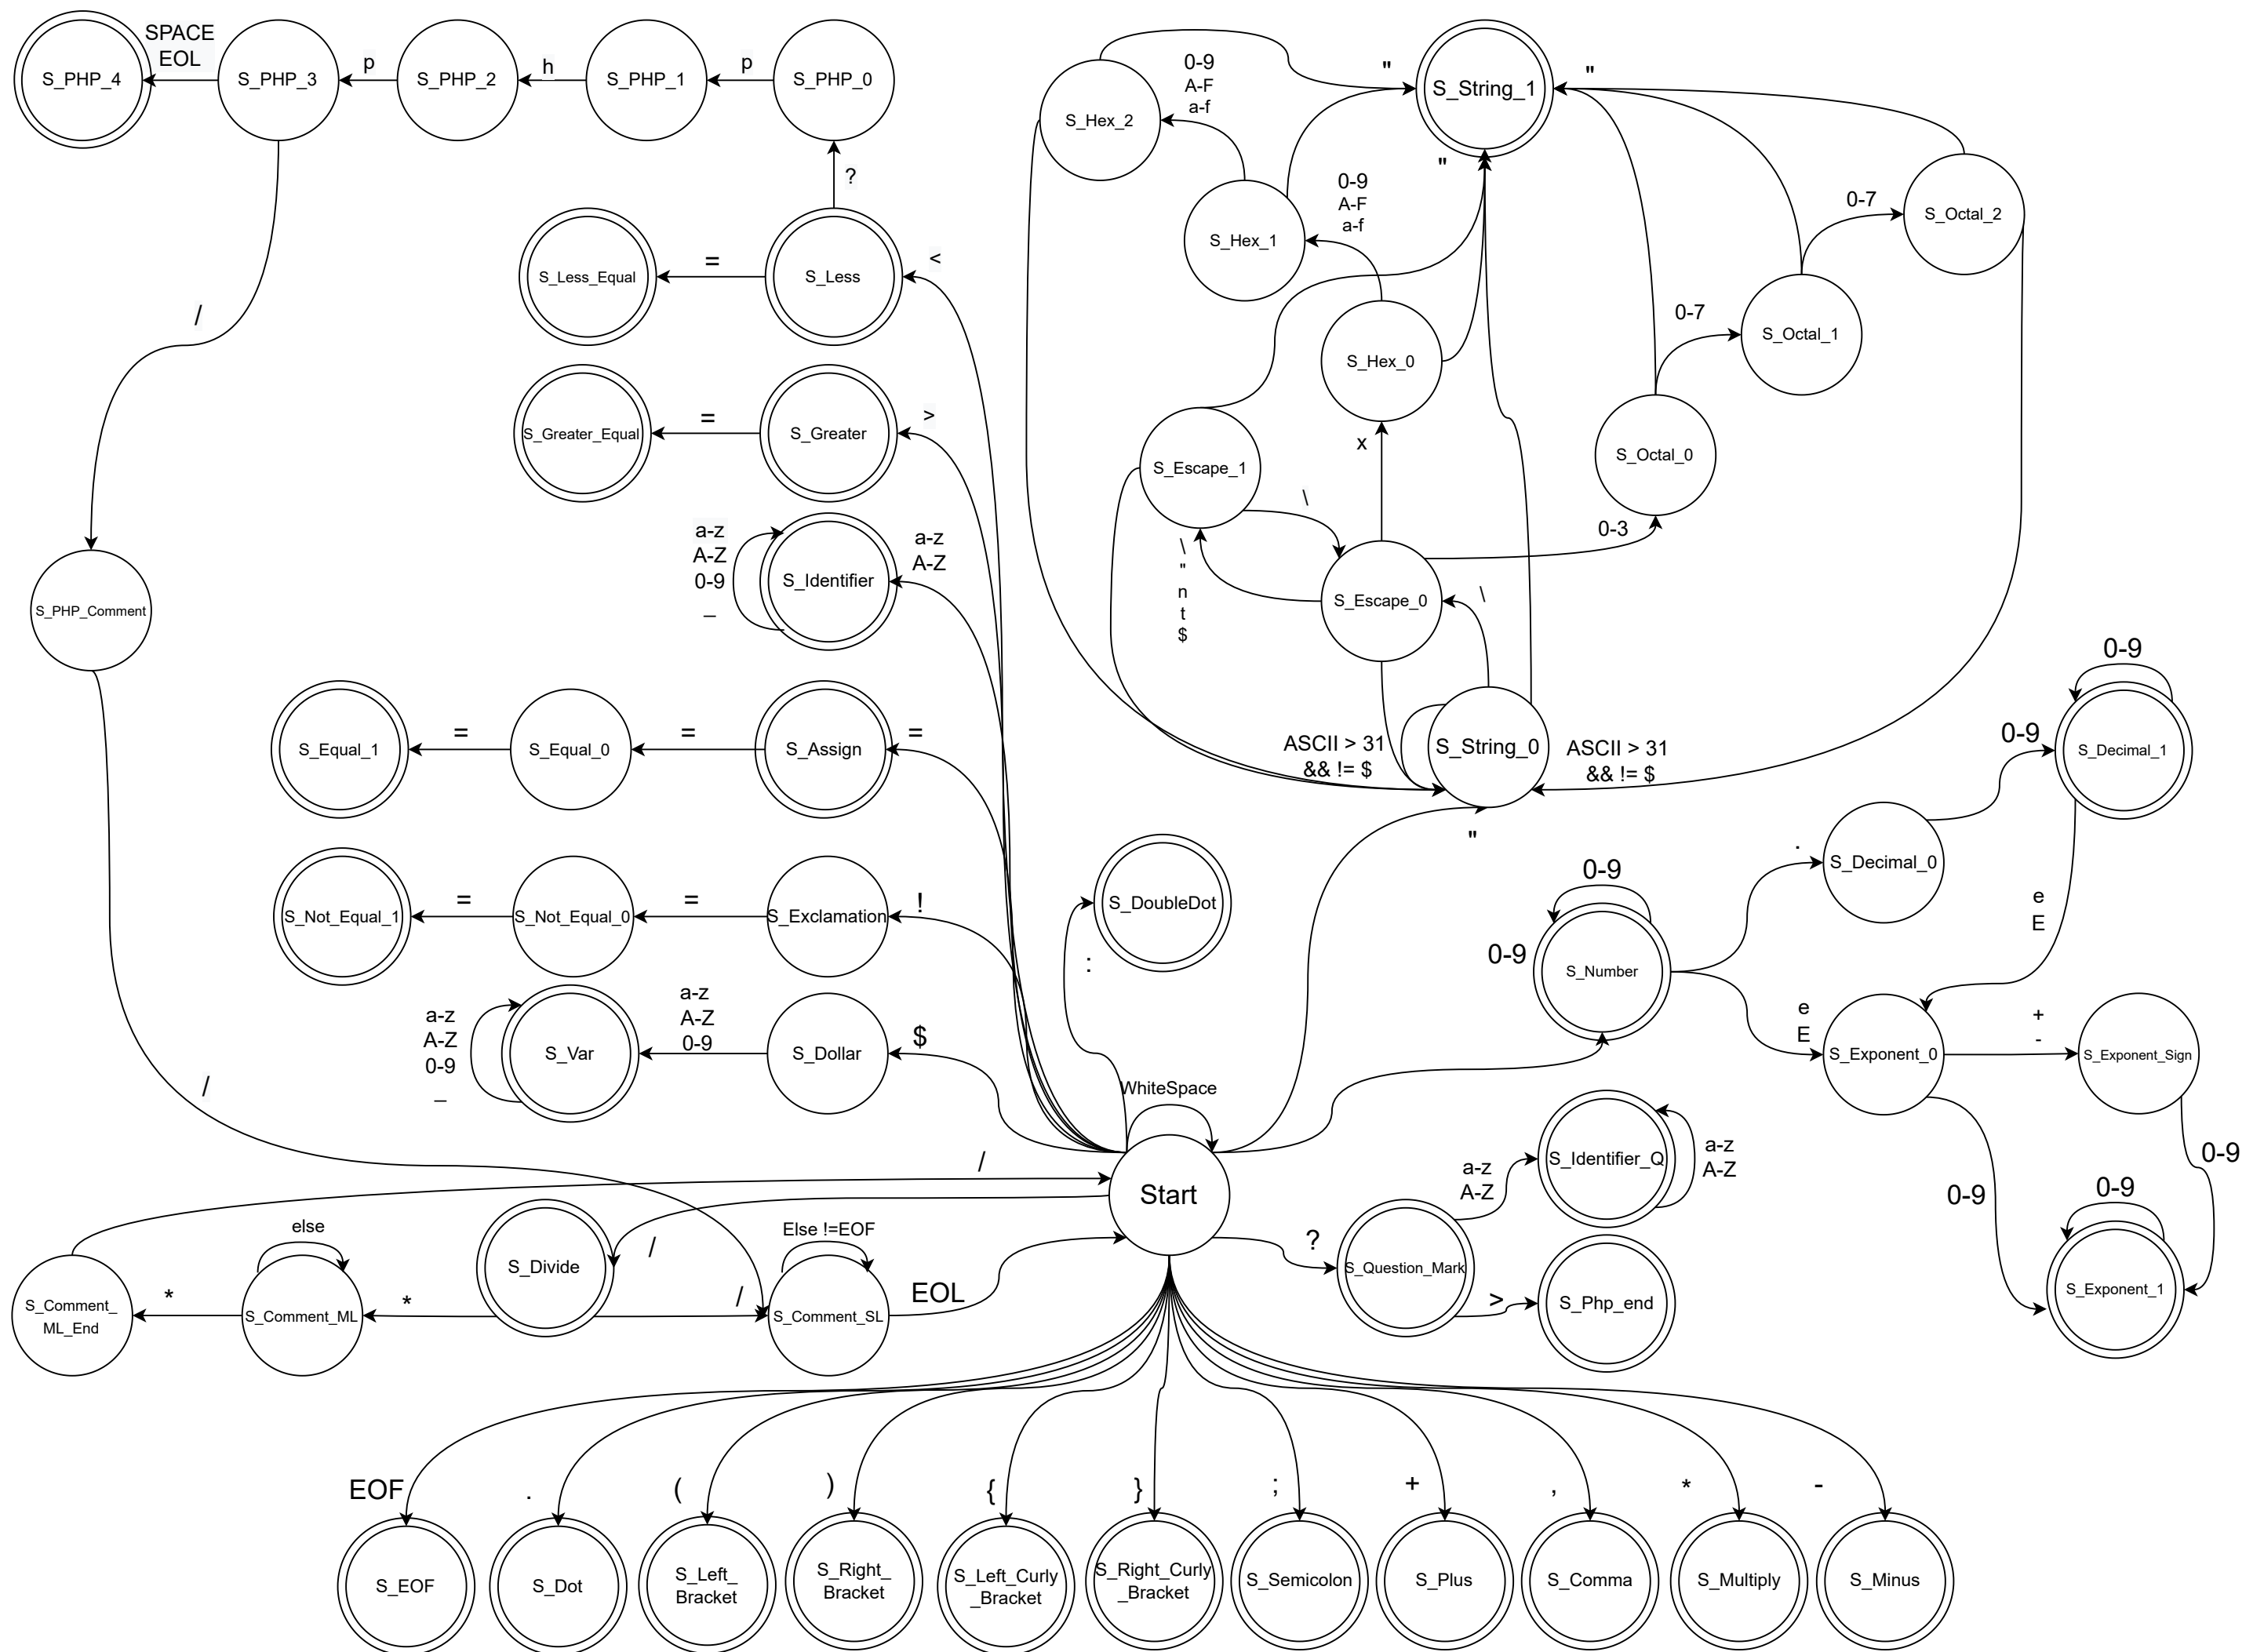 SPACE
EOL
p
h
p
S_PHP_4
S_PHP_3
S_PHP_2
S_PHP_1
S_PHP_0
?
/
=
<
S_Less_Equal
S_Less
=
>
S_Greater_Equal
S_Greater
a-z
A-Z
0-9
_
S_Identifier
a-z
A-Z
S_PHP_Comment
S_Equal_1
=
S_Equal_0
=
S_Assign
=
S_Not_Equal_1
=
S_Not_Equal_0
=
S_Exclamation
!
a-z
A-Z
0-9
_
S_Var
a-z
A-Z
0-9
S_Dollar
$
/
"
S_String_1
"
"
0-9
A-F
a-f
S_Hex_2
S_Hex_1
0-9
A-F
a-f
S_Hex_0
x
S_Octal_2
0-7
S_Octal_1
0-7
S_Octal_0
0-3
S_Escape_1
\
\
"
n
t
$
S_Escape_0
\
ASCII > 31
&& != $
S_String_0
ASCII > 31
&& != $
"
S_DoubleDot
:
WhiteSpace
Start
0-9
0-9
S_Number
.
S_Decimal_0
0-9
0-9
S_Decimal_1
e
E
e
E
S_Exponent_0
+
-
S_Exponent_Sign
0-9
0-9
0-9
S_Exponent_1
?
S_Question_Mark
a-z
A-Z
S_Identifier_Q
a-z
A-Z
>
S_Php_end
/
/
S_Divide
*
/
else
S_Comment_ML
*
S_Comment_
ML_End
Else !=EOF
S_Comment_SL
EOL
EOF
.
(
)
{
}
;
+
,
*
-
S_EOF
S_Dot
S_Left_
Bracket
S_Right_
Bracket
S_Left_Curly
_Bracket
S_Right_Curly
_Bracket
S_Semicolon
S_Plus
S_Comma
S_Multiply
S_Minus